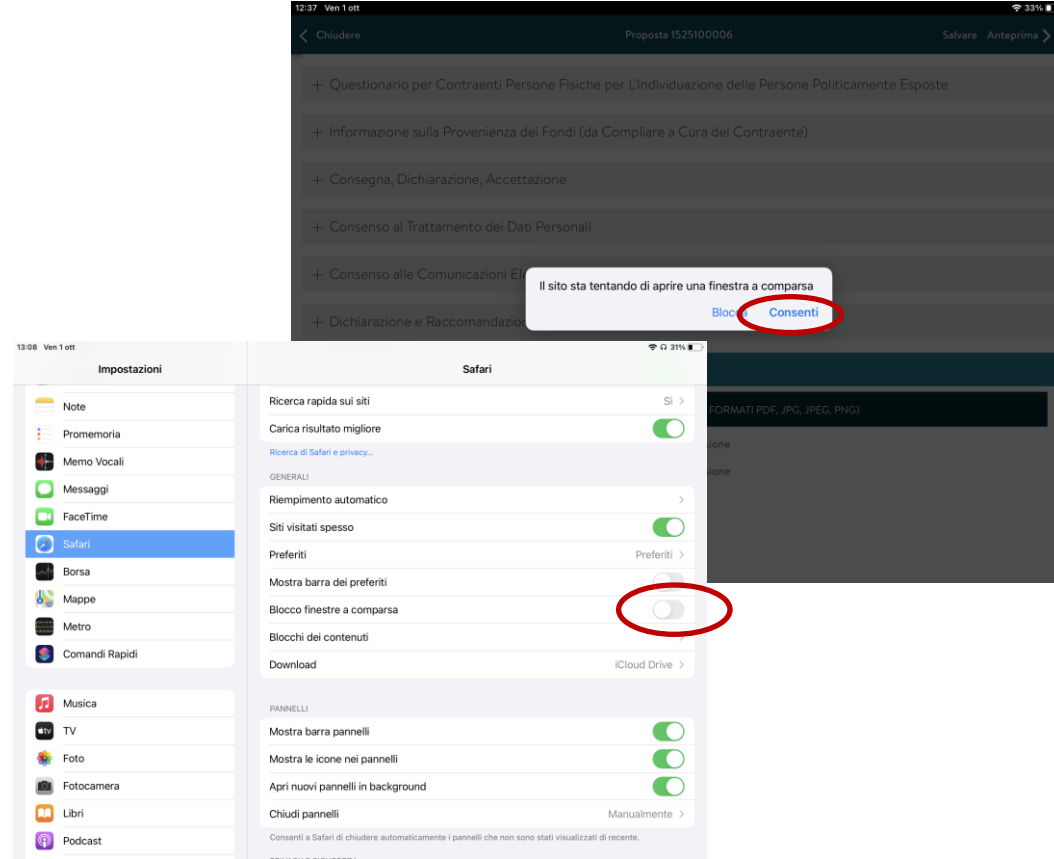 12:37 Ven 1 ott
33%
Chiudere
Proposta 1525100006
Salvare Anteprima
+ Questionario per Contraenti Persone Fisiche per L'Individuazione delle Persone Politicamente Esposte
+ Informazione sulla Provenienza dei Fondi (da Compliare a Cura del Contraente)
+ Consegna, Dichiarazione, Accettazione
+ Consenso al Trattamento dei Dati Personali
+ Consenso alle Comunicazioni
Il sito sta tentando di aprire una finestra a comparsa
Blocca Consenti
+ Dichiarazione e
FORMATI PDF, JPG, JPEG, PNG)
13:08 Ven 1 ott
31%
Impostazioni
Note
Promemoria
Memo Vocali
Messaggi
FaceTime
Safari
Borsa
Mappe
Metro
Comandi Rapidi
Musica
TV
Foto
Fotocamera
Libri
Podcast
Safari
Ricerca rapida sui siti Sì
Carica risultato migliore
Ricerca di Safari e privacy...
GENERALI
Riempimento automatico
Siti visitati spesso
Preferiti Preferiti
Mostra barra dei preferiti
Blocco finestre a comparsa
Blocchi dei contenuti
Download iCloud Drive
PANNELLI
Mostra barra pannelli
Mostra le icone nei pannelli
Apri nuovi pannelli in background
Chiudi pannelli Manualmente
Consenti a Safari di chiudere automaticamente i pannelli che non sono stati visualizzati di recente.